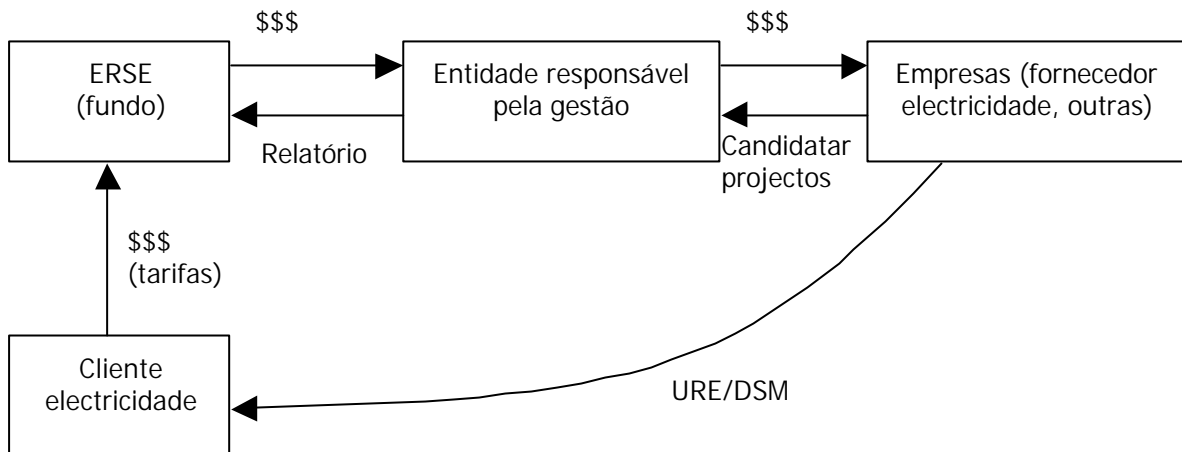 $$$
$$$
ERSE
(fundo)
Entidade responsável
pela gestão
Empresas (fornecedor
electricidade, outras)
Relatório
Candidatar
projectos
$$$
(tarifas)
Cliente
electricidade
URE/DSM